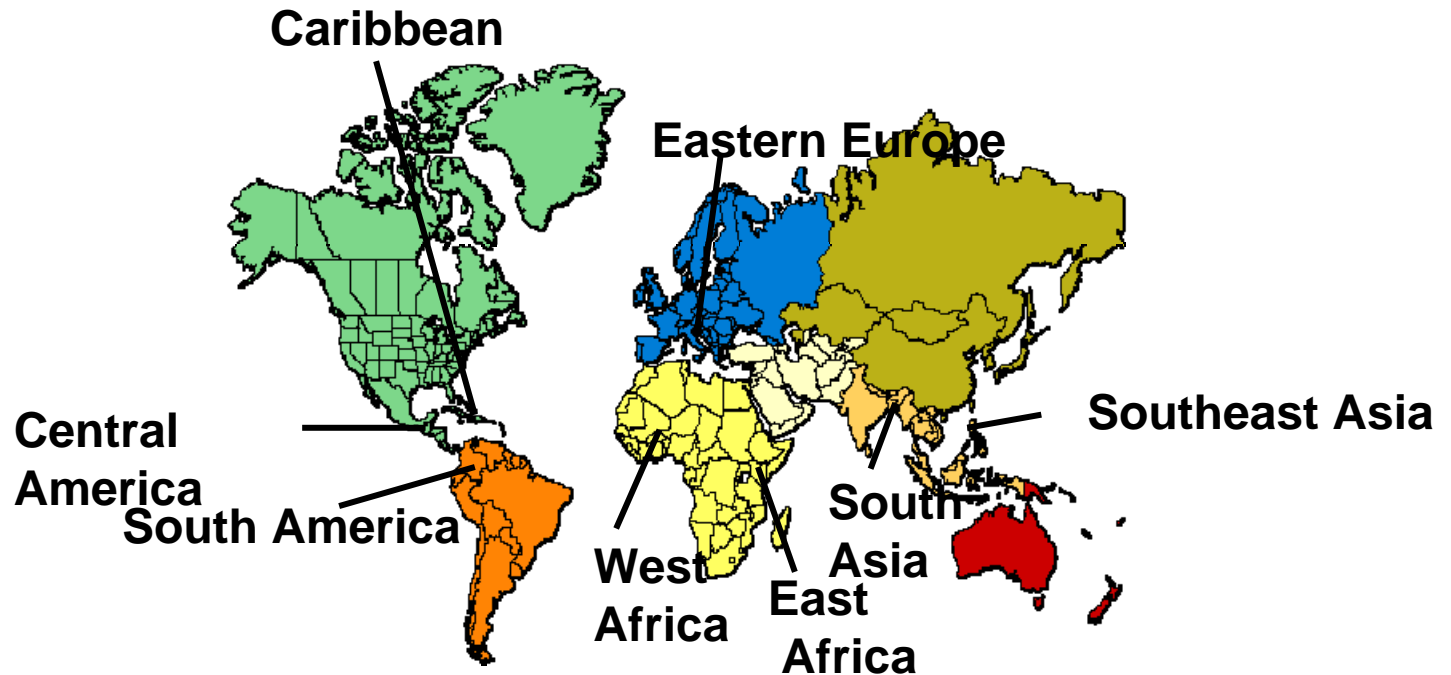 Caribbean
Eastern Europe
Southeast Asia
Central
America
South America
South
Asia
West
Africa
East
Africa